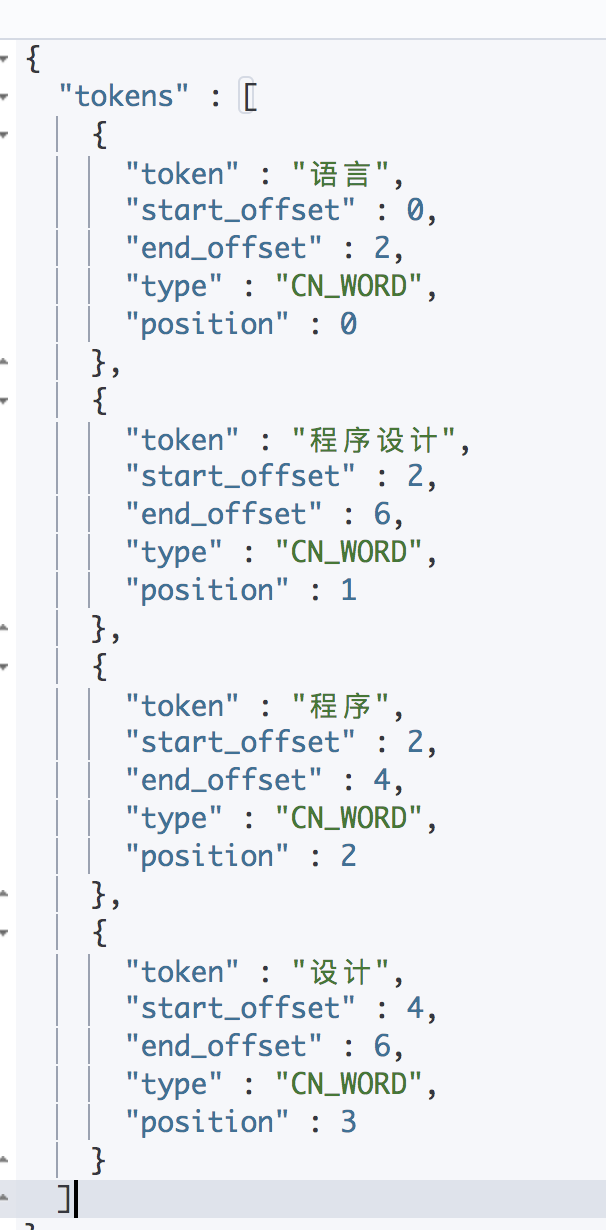 {
"tokens" : [
{
"token" : "语言",
"start_offset" : 0,
"end_offset" : 2,
"type" : "CN_WORD",
"position" : 0
},
{
"token" : "程序设计",
"start_offset" : 2,
"end_offset" : 6,
"type" : "CN_WORD",
"position" : 1
},
{
"token" : "程序",
"start_offset" : 2,
"end_offset" : 4,
"type" : "CN_WORD",
"position" : 2
},
{
"token" : "设计",
"start_offset" : 4,
"end_offset" : 6,
"type" : "CN_WORD",
"position" : 3
}
]
}